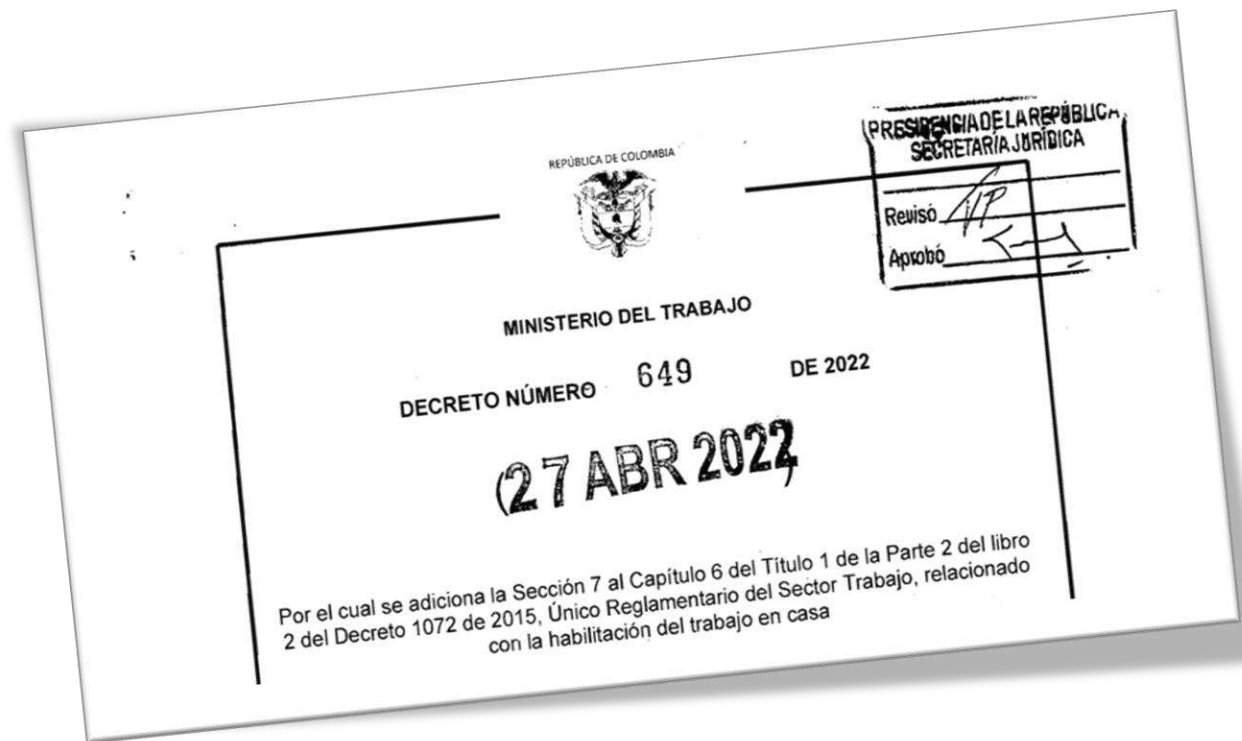 REPÚBLICA DE COLOMBIA
PRESIDENCIA DE LA REPÚBLICA
SECRETARÍA JURÍDICA
Revisó
Aprobó
MINISTERIO DEL TRABAJO
DECRETO NÚMERO 649 DE 2022
(27 ABR 2022)
Por el cual se adiciona la Sección 7 al Capítulo 6 del Título 1 de la Parte 2 del libro
2 del Decreto 1072 de 2015, Único Reglamentario del Sector Trabajo, relacionado
con la habilitación del trabajo en casa